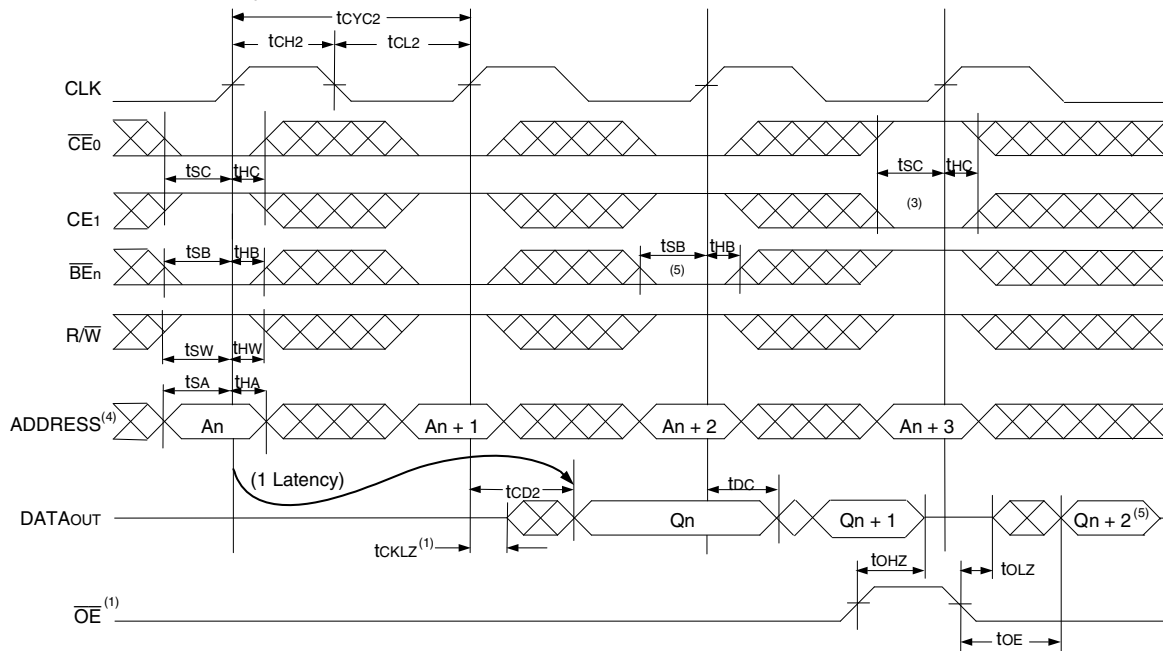 tCYC2
tCH2 tCL2
CLK
CE0
tSC tHC tSC tHC
CE1 (3)
tSB tHB tSB tHB
BEn (5)
R/W
tSW tHW
tSA tHA
ADDRESS(4) An An + 1 An + 2 An + 3
(1 Latency) tCD2 tDC
DATAOUT Qn Qn + 1 Qn + 2(5)
tCKLZ(1)
tOHZ tOLZ
OE(1)
tOE